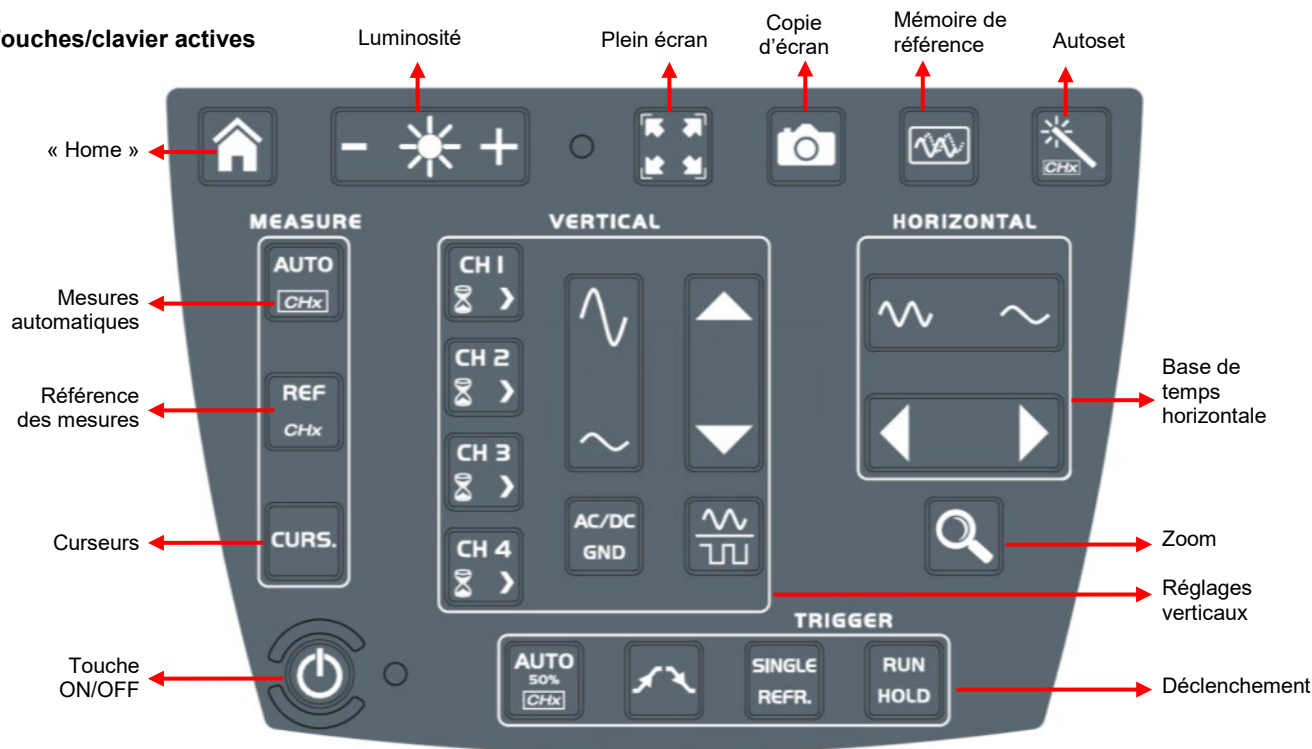 ouches/clavier actives
Luminosité
Plein écran
Copie
d’écran
Mémoire de
référence
Autoset
« Home »
CHx
MEASURE
VERTICAL
HORIZONTAL
AUTO
CHx
Mesures
automatiques
REF
CHx
Référence
des mesures
CURS.
Curseurs
CH 1
CH 2
CH 3
CH 4
AC/DC
GND
Base de
temps
horizontale
Zoom
Réglages
verticaux
TRIGGER
Touche
ON/OFF
AUTO
50%
CHx
SINGLE
REFR.
RUN
HOLD
Déclenchement